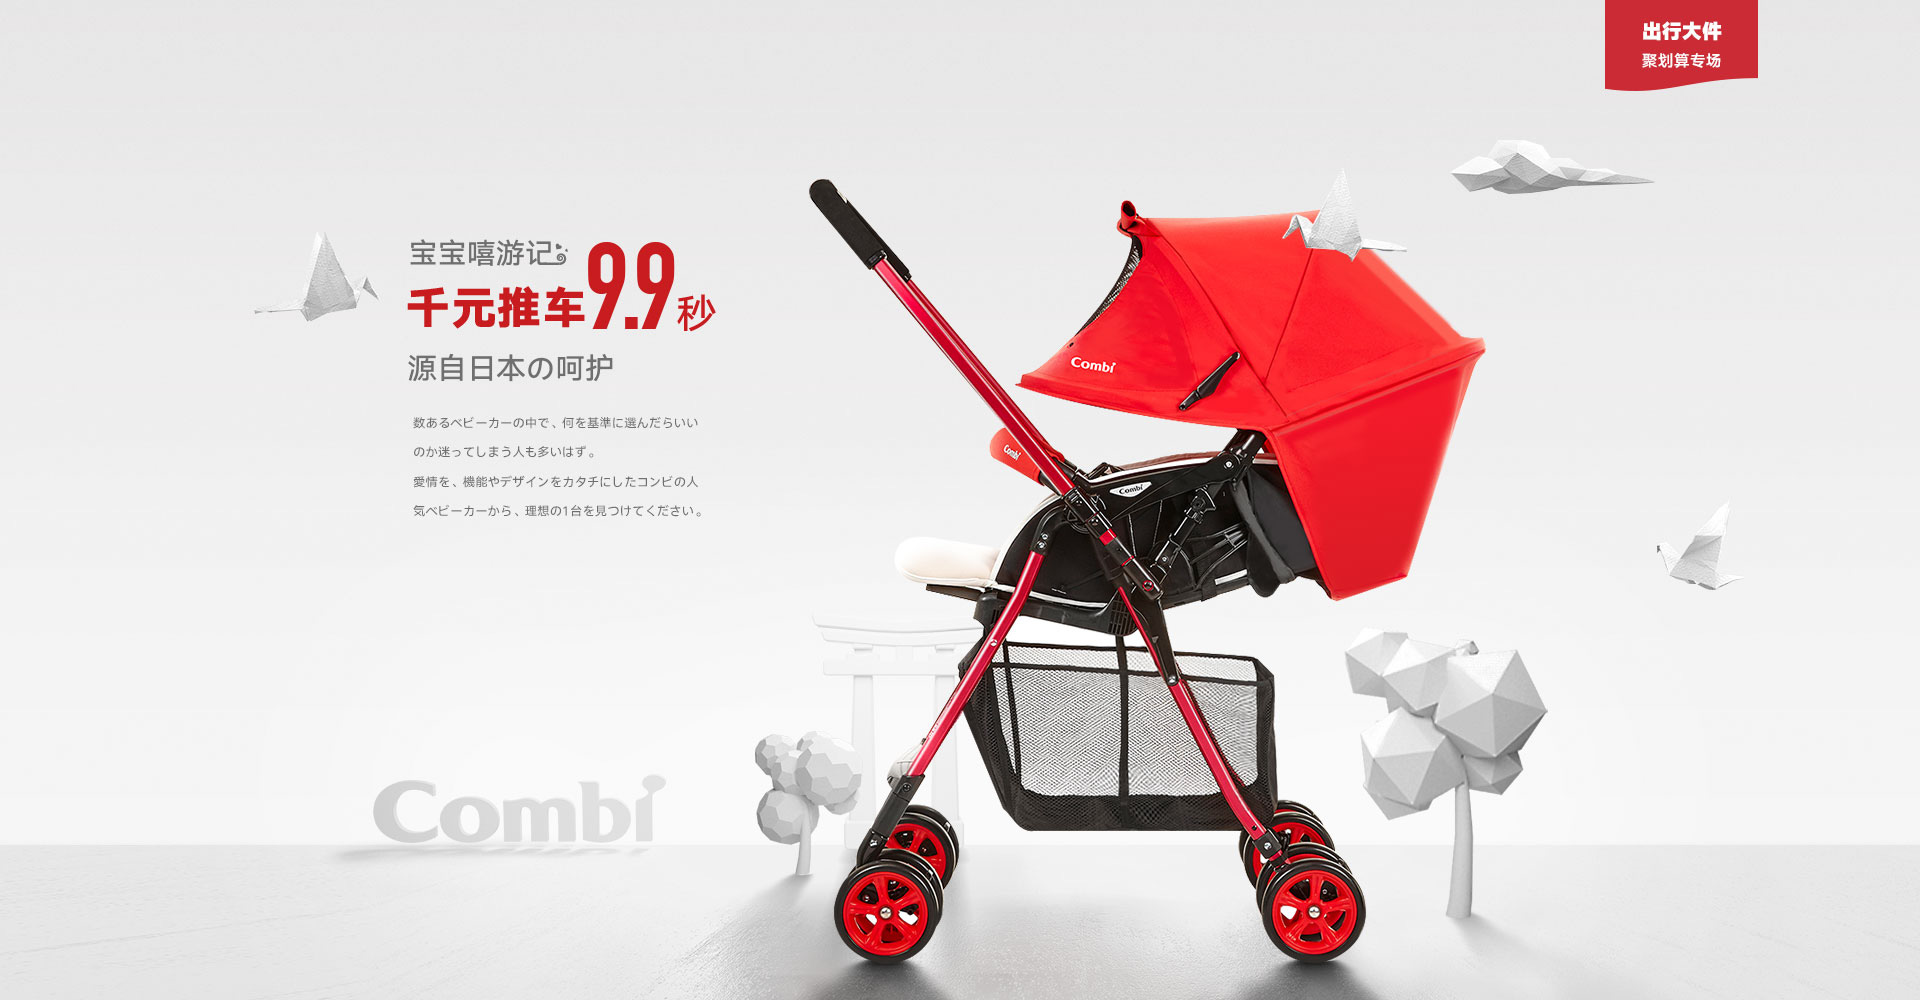 出行大件
聚划算专场
宝宝嘻游记
千元推车9.9秒
源自日本の呵护
数あるベビーカーの中で、何を基準に選んだらいい
のか迷ってしまう人も多いはず。
愛情を、機能やデザインをカタチにしたコンビの人
気ベビーカーから、理想の1台を見つけてください。
Combi
Combi
Combi
Combi